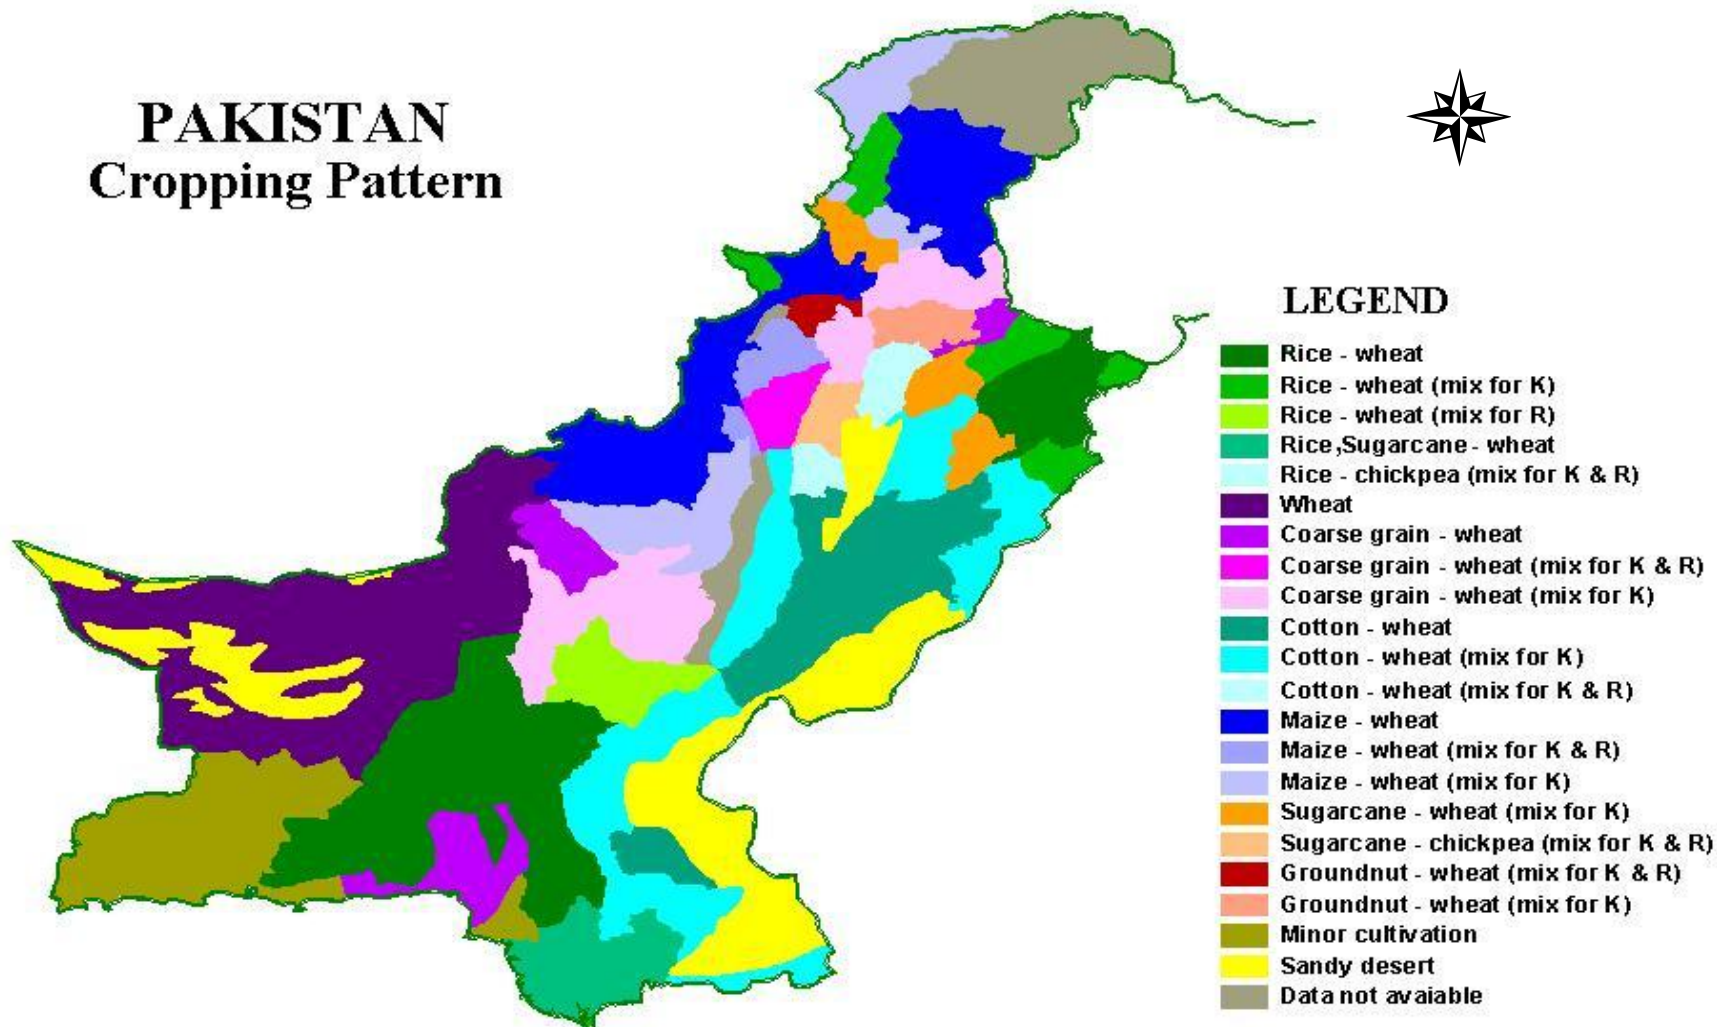 PAKISTAN
Cropping Pattern
LEGEND
Rice - wheat
Rice - wheat (mix for K)
Rice - wheat (mix for R)
Rice,Sugarcane - wheat
Rice - chickpea (mix for K & R)
Wheat
Coarse grain - wheat
Coarse grain - wheat (mix for K & R)
Coarse grain - wheat (mix for K)
Cotton - wheat
Cotton - wheat (mix for K)
Cotton - wheat (mix for K & R)
Maize - wheat
Maize - wheat (mix for K & R)
Maize - wheat (mix for K)
Sugarcane - wheat (mix for K)
Sugarcane - chickpea (mix for K & R)
Groundnut - wheat (mix for K & R)
Groundnut - wheat (mix for K)
Minor cultivation
Sandy desert
Data not avaiable